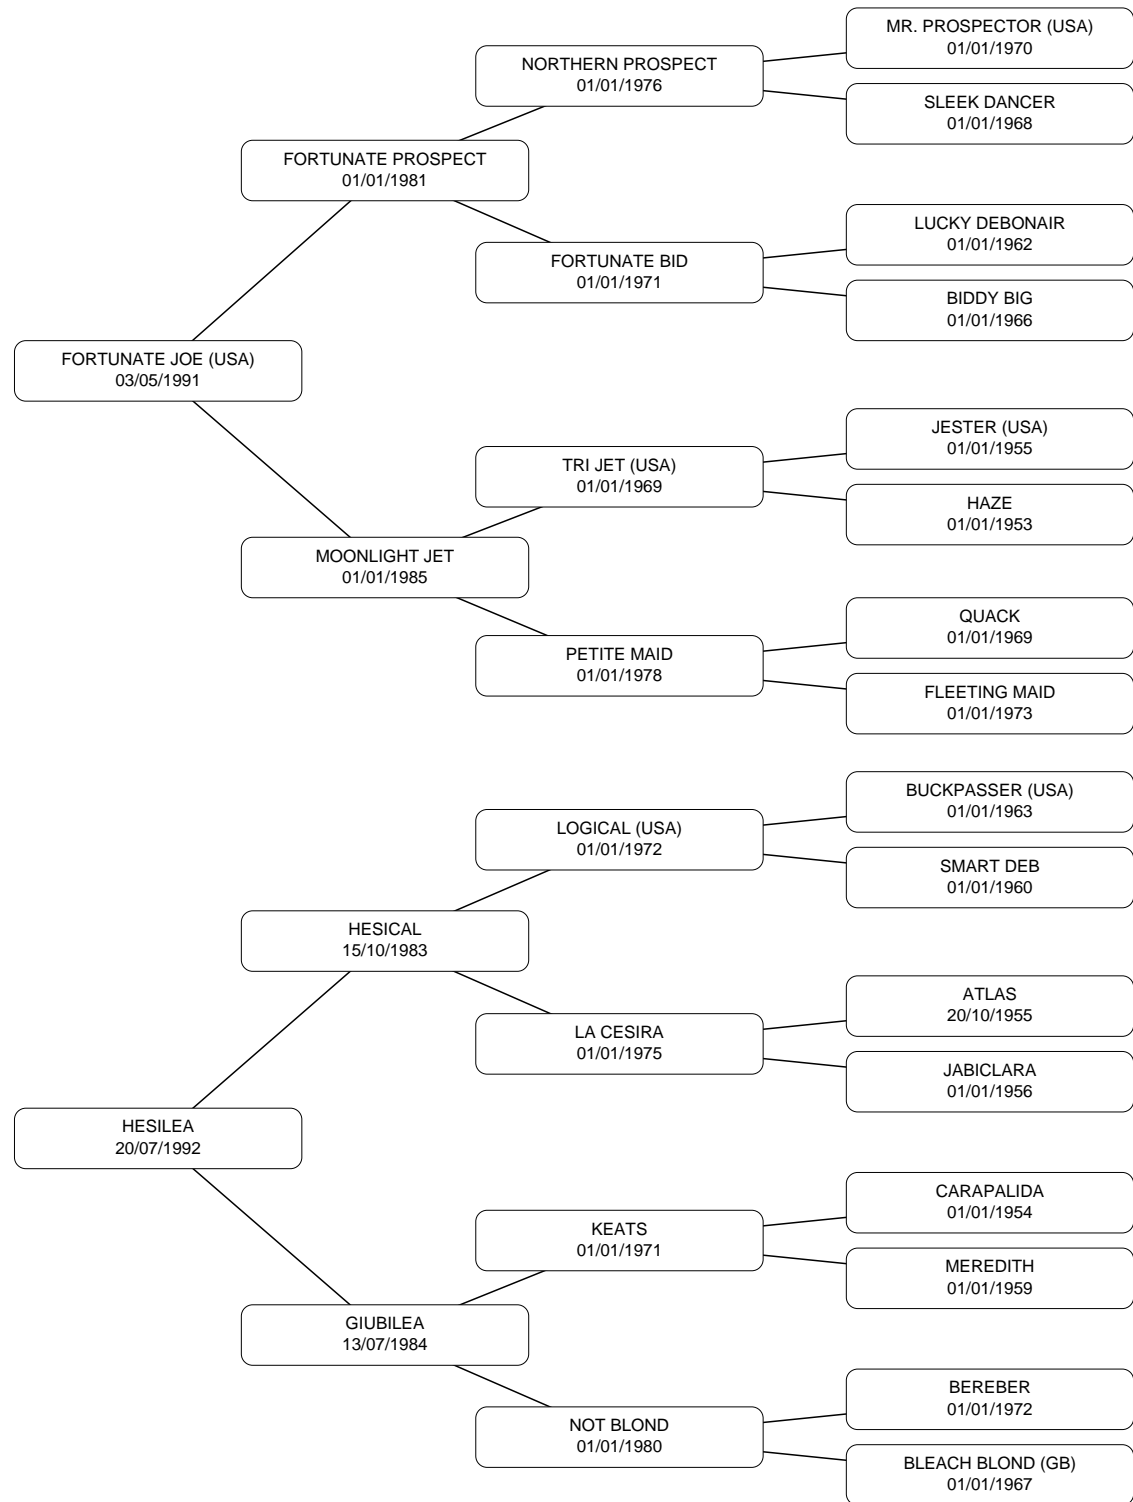 MR. PROSPECTOR (USA)
01/01/1970
NORTHERN PROSPECT
01/01/1976
SLEEK DANCER
01/01/1968
FORTUNATE PROSPECT
01/01/1981
LUCKY DEBONAIR
01/01/1962
FORTUNATE BID
01/01/1971
BIDDY BIG
01/01/1966
FORTUNATE JOE (USA)
03/05/1991
JESTER (USA)
01/01/1955
TRI JET (USA)
01/01/1969
HAZE
01/01/1953
MOONLIGHT JET
01/01/1985
QUACK
01/01/1969
PETITE MAID
01/01/1978
FLEETING MAID
01/01/1973
BUCKPASSER (USA)
01/01/1963
LOGICAL (USA)
01/01/1972
SMART DEB
01/01/1960
HESICAL
15/10/1983
ATLAS
20/10/1955
LA CESIRA
01/01/1975
JABICLARA
01/01/1956
HESILEA
20/07/1992
CARAPALIDA
01/01/1954
KEATS
01/01/1971
MEREDITH
01/01/1959
GIUBILEA
13/07/1984
BEREBER
01/01/1972
NOT BLOND
01/01/1980
BLEACH BLOND (GB)
01/01/1967